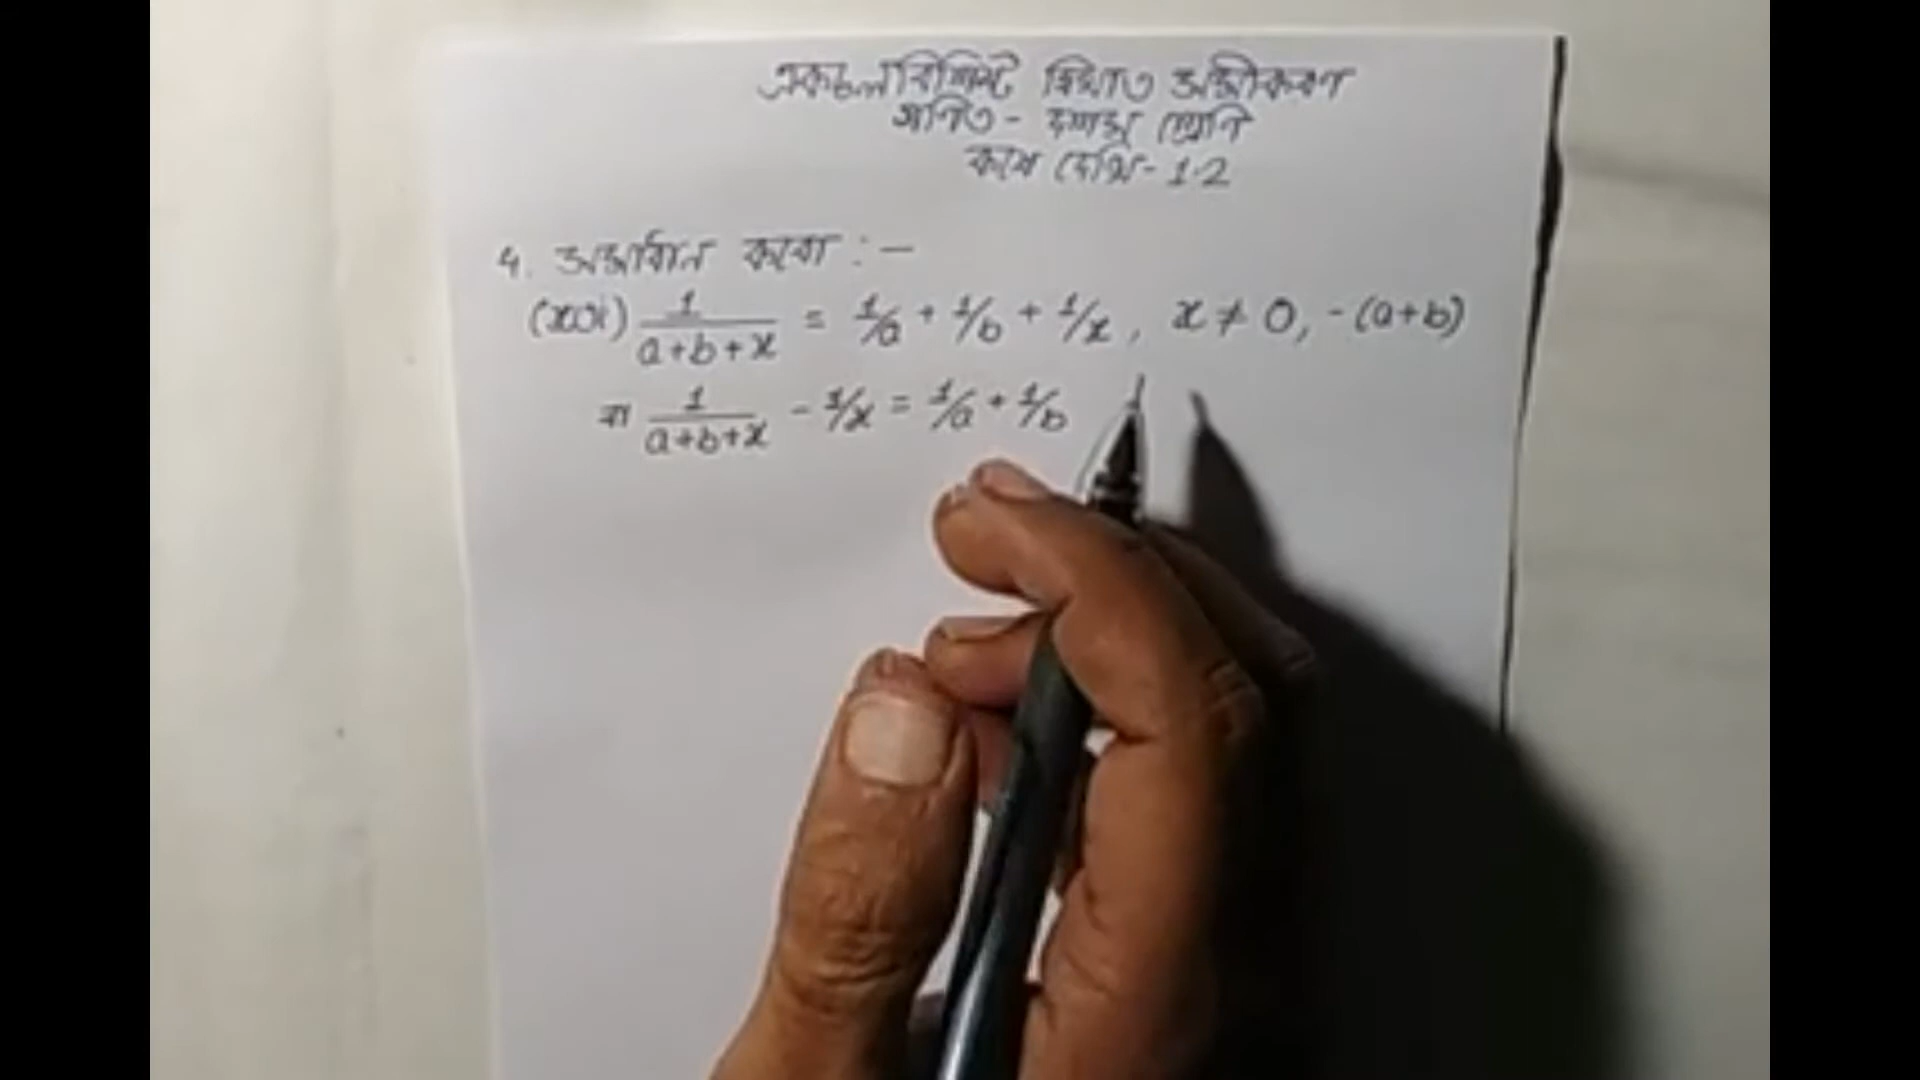 একচলবিশিষ্ট দ্বিঘাত সমীকরণ
গণিত - দশম শ্রেণি
কষে দেখি - 1.2
4. সমাধান করো : —
1/(a+b+x) = 1/a + 1/b + 1/x, x ≠ 0, -(a+b)
বা 1/(a+b+x) - 1/x = 1/a + 1/b